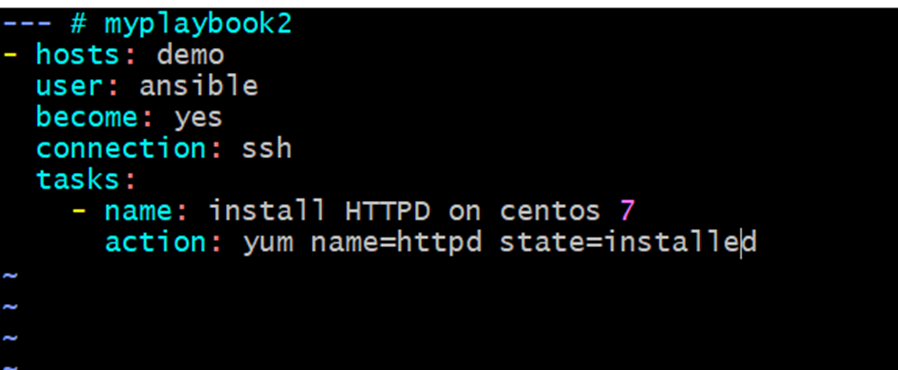 --- # myplaybook2
- hosts: demo
  user: ansible
  become: yes
  connection: ssh
  tasks:
    - name: install HTTPD on centos 7
      action: yum name=httpd state=installed
~
~
~
~